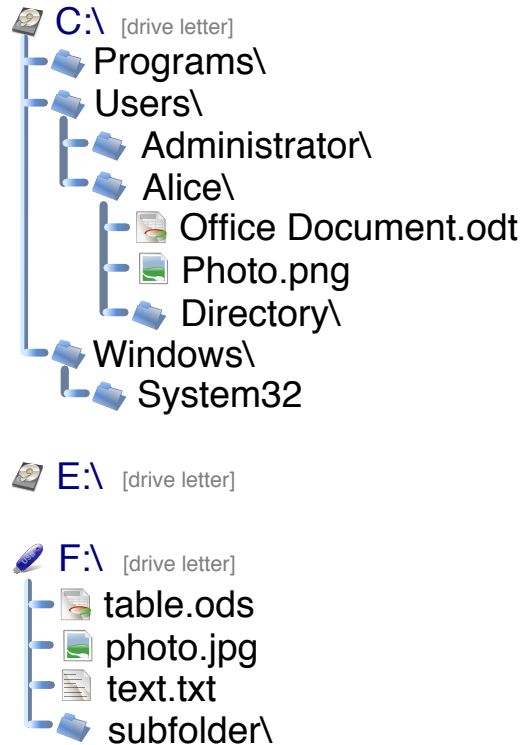 C:\ [drive letter]
Programs\
Users\
Administrator\
Alice\
Office Document.odt
Photo.png
Directory\
Windows\
System32
E:\ [drive letter]
F:\ [drive letter]
table.ods
photo.jpg
text.txt
subfolder\